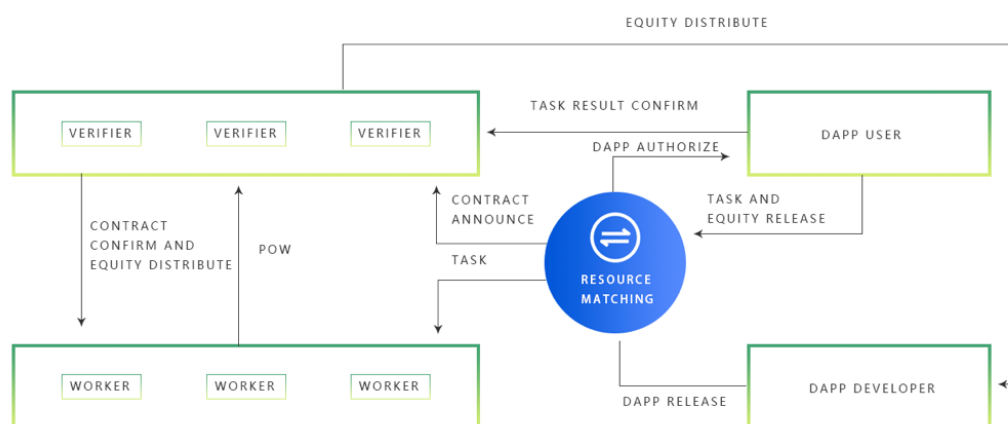 EQUITY DISTRIBUTE
TASK RESULT CONFIRM
VERIFIER VERIFIER VERIFIER
DAPP USER
DAPP AUTHORIZE
CONTRACT
ANNOUNCE
TASK AND
EQUITY RELEASE
CONTRACT
CONFIRM AND
EQUITY DISTRIBUTE
POW
TASK
RESOURCE
MATCHING
WORKER WORKER WORKER
DAPP RELEASE
DAPP DEVELOPER